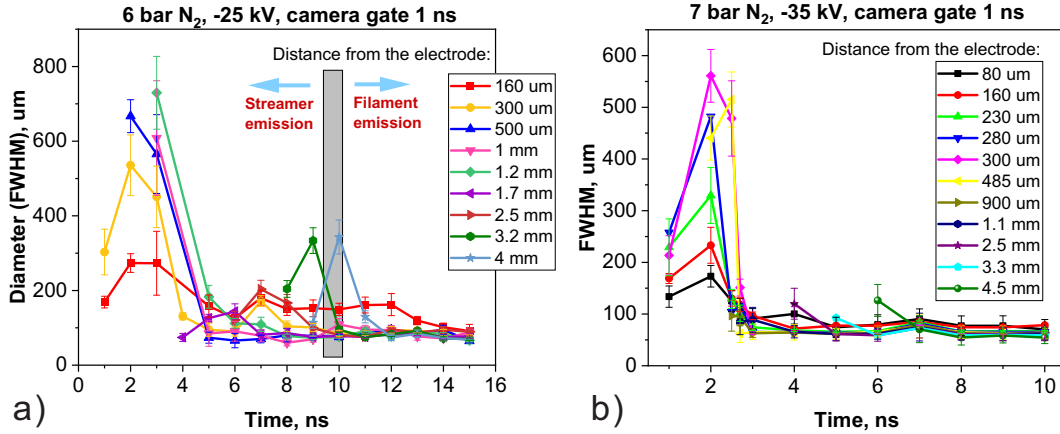 6 bar N₂, -25 kV, camera gate 1 ns
Distance from the electrode:
Streamer
emission
Filament
emission
160 um
300 um
500 um
1 mm
1.2 mm
1.7 mm
2.5 mm
3.2 mm
4 mm
Diameter (FWHM), um
800
600
400
200
0
0 2 4 6 8 10 12 14 16
Time, ns
a)
7 bar N₂, -35 kV, camera gate 1 ns
Distance from the electrode:
80 um
160 um
230 um
280 um
300 um
485 um
900 um
1.1 mm
2.5 mm
3.3 mm
4.5 mm
FWHM, um
600
500
400
300
200
100
0
2 4 6 8 10
Time, ns
b)